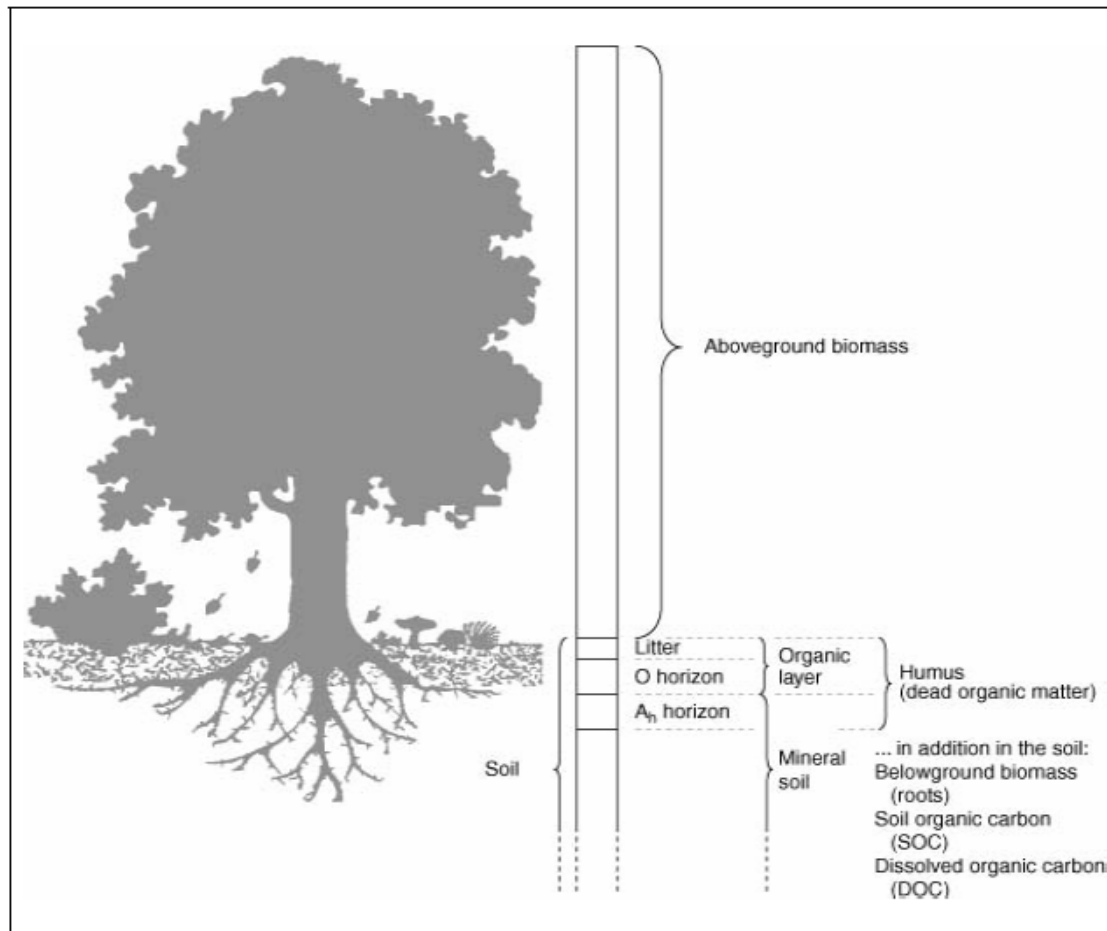 Aboveground biomass
Litter
O horizon
Aₕ horizon
Organic
layer
Humus
(dead organic matter)
Soil
Mineral
soil
... in addition in the soil:
Belowground biomass
(roots)
Soil organic carbon
(SOC)
Dissolved organic carbon
(DOC)